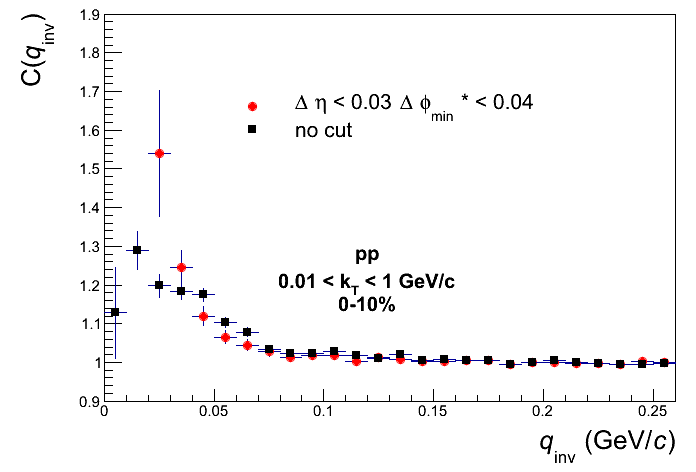 C(q_inv)
1.9
1.8
1.7
1.6
1.5
1.4
1.3
1.2
1.1
1
0.9
Δ η < 0.03 Δ ϕ_min * < 0.04
no cut
pp
0.01 < k_T < 1 GeV/c
0-10%
0 0.05 0.1 0.15 0.2 0.25
q_inv (GeV/c)